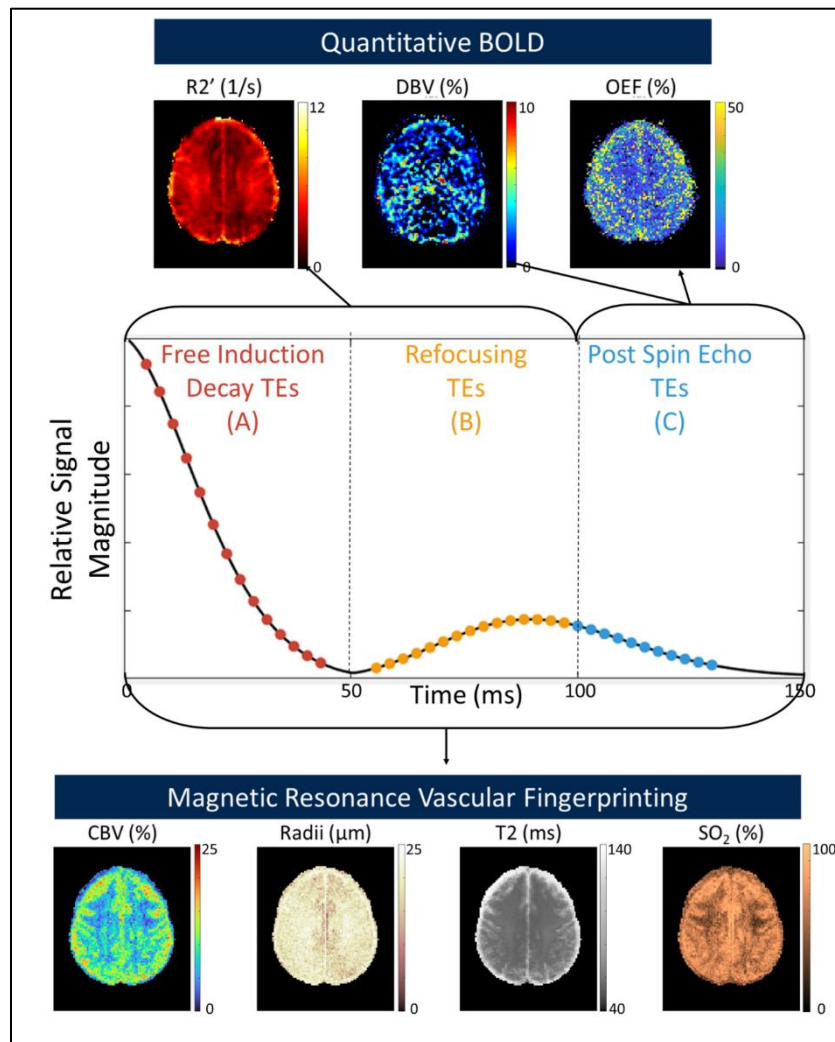 Quantitative BOLD
R2' (1/s)
DBV (%)
OEF (%)
12
0
10
0
50
0
Relative Signal
Magnitude
Free Induction
Decay TEs
(A)
Refocusing
TEs
(B)
Post Spin Echo
TEs
(C)
0
50
100
150
Time (ms)
Magnetic Resonance Vascular Fingerprinting
CBV (%)
Radii (μm)
T2 (ms)
SO₂ (%)
25
0
25
0
140
40
100
0